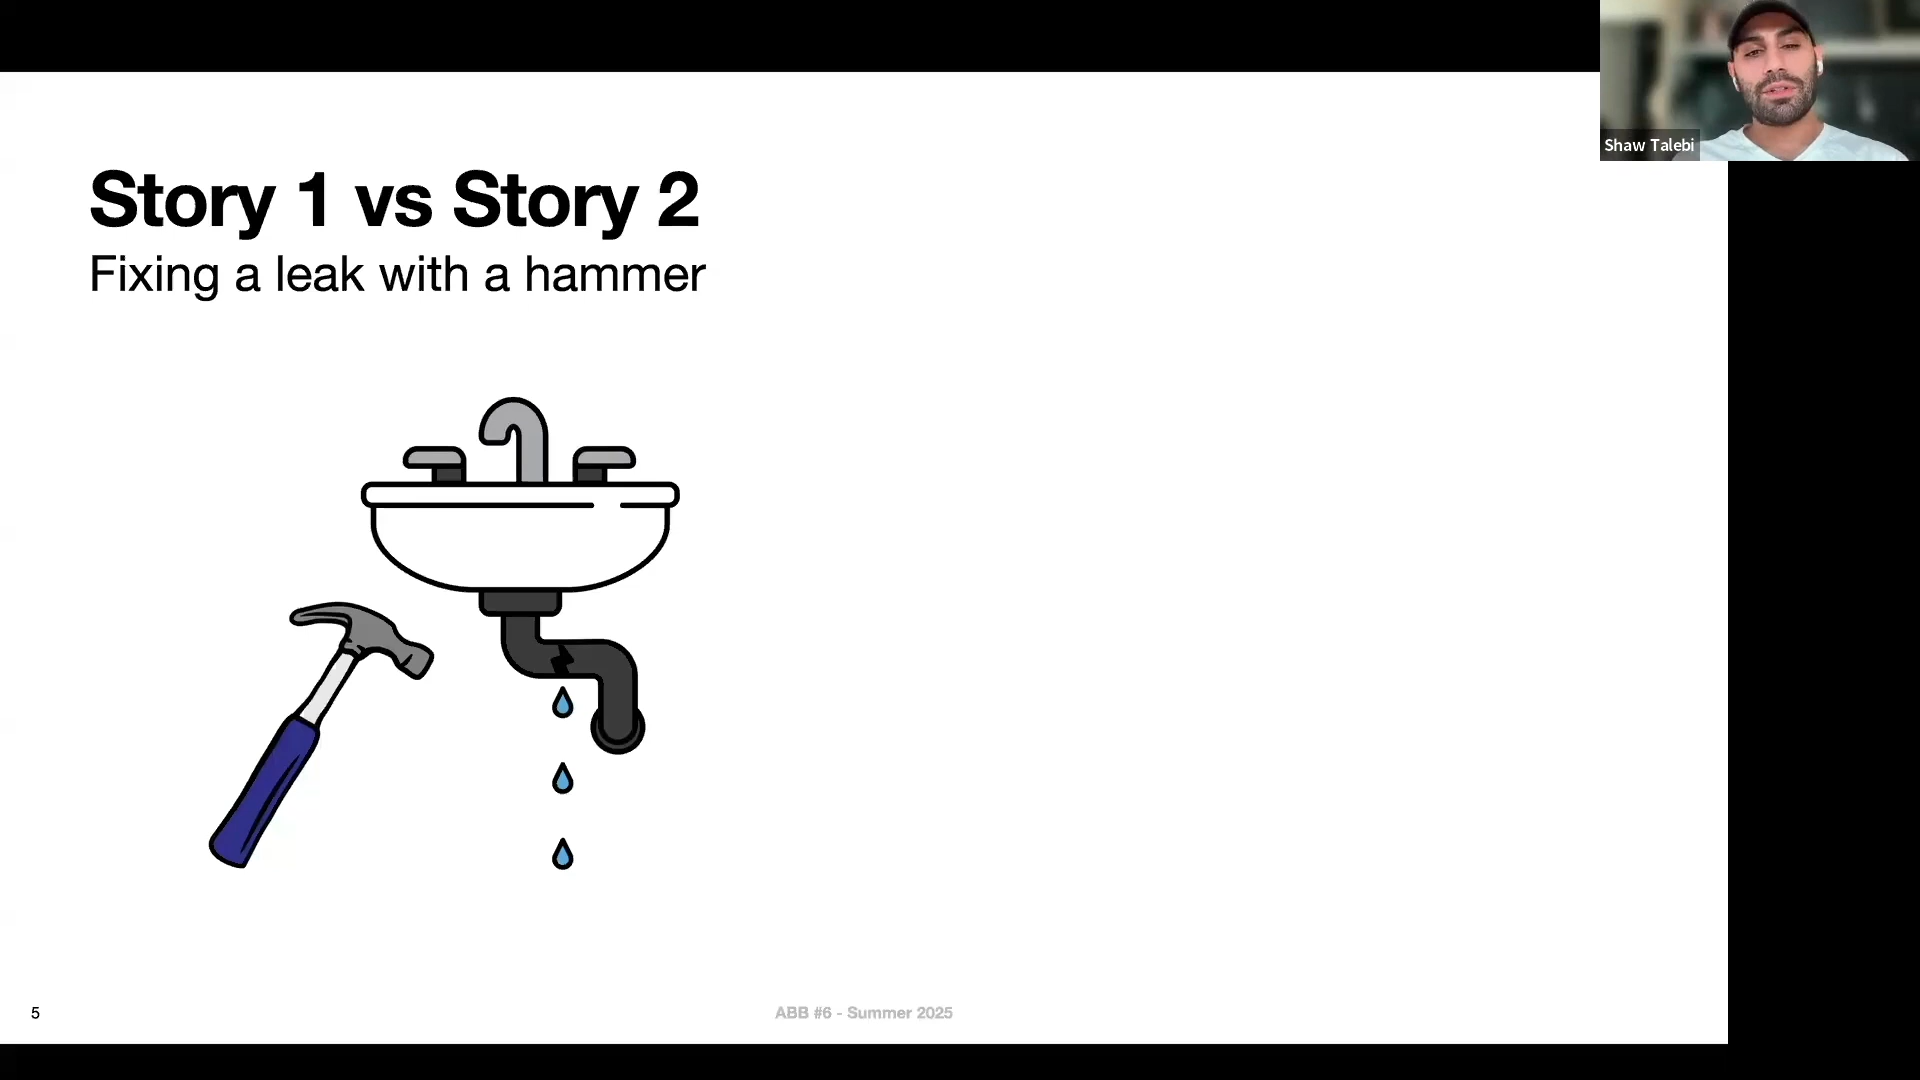 Shaw Talebi
Story 1 vs Story 2
Fixing a leak with a hammer
5
ABB #6 - Summer 2025